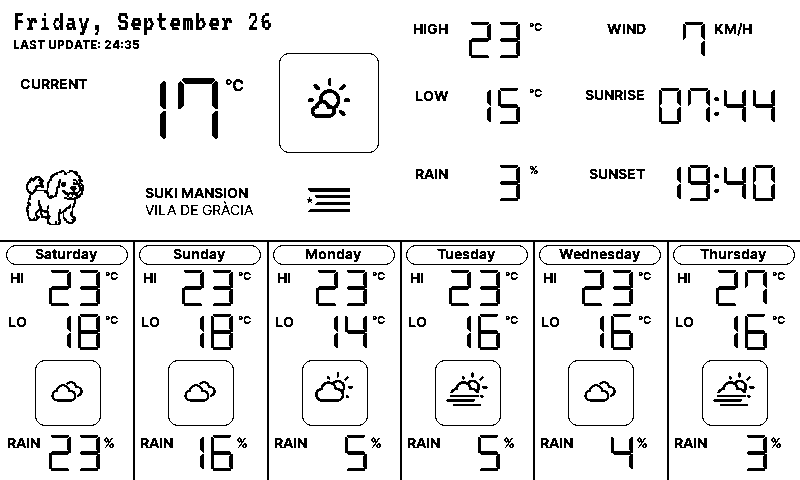 Friday, September 26
LAST UPDATE: 24:35
CURRENT 17 °C
HIGH 23 °C
LOW 15 °C
RAIN 3 %
WIND 7 KM/H
SUNRISE 07:44
SUNSET 19:40
SUKI MANSION
VILA DE GRÀCIA
Saturday
HI 23 °C
LO 18 °C
RAIN 23 %
Sunday
HI 23 °C
LO 18 °C
RAIN 16 %
Monday
HI 23 °C
LO 14 °C
RAIN 5 %
Tuesday
HI 23 °C
LO 16 °C
RAIN 5 %
Wednesday
HI 23 °C
LO 16 °C
RAIN 4 %
Thursday
HI 27 °C
LO 16 °C
RAIN 3 %